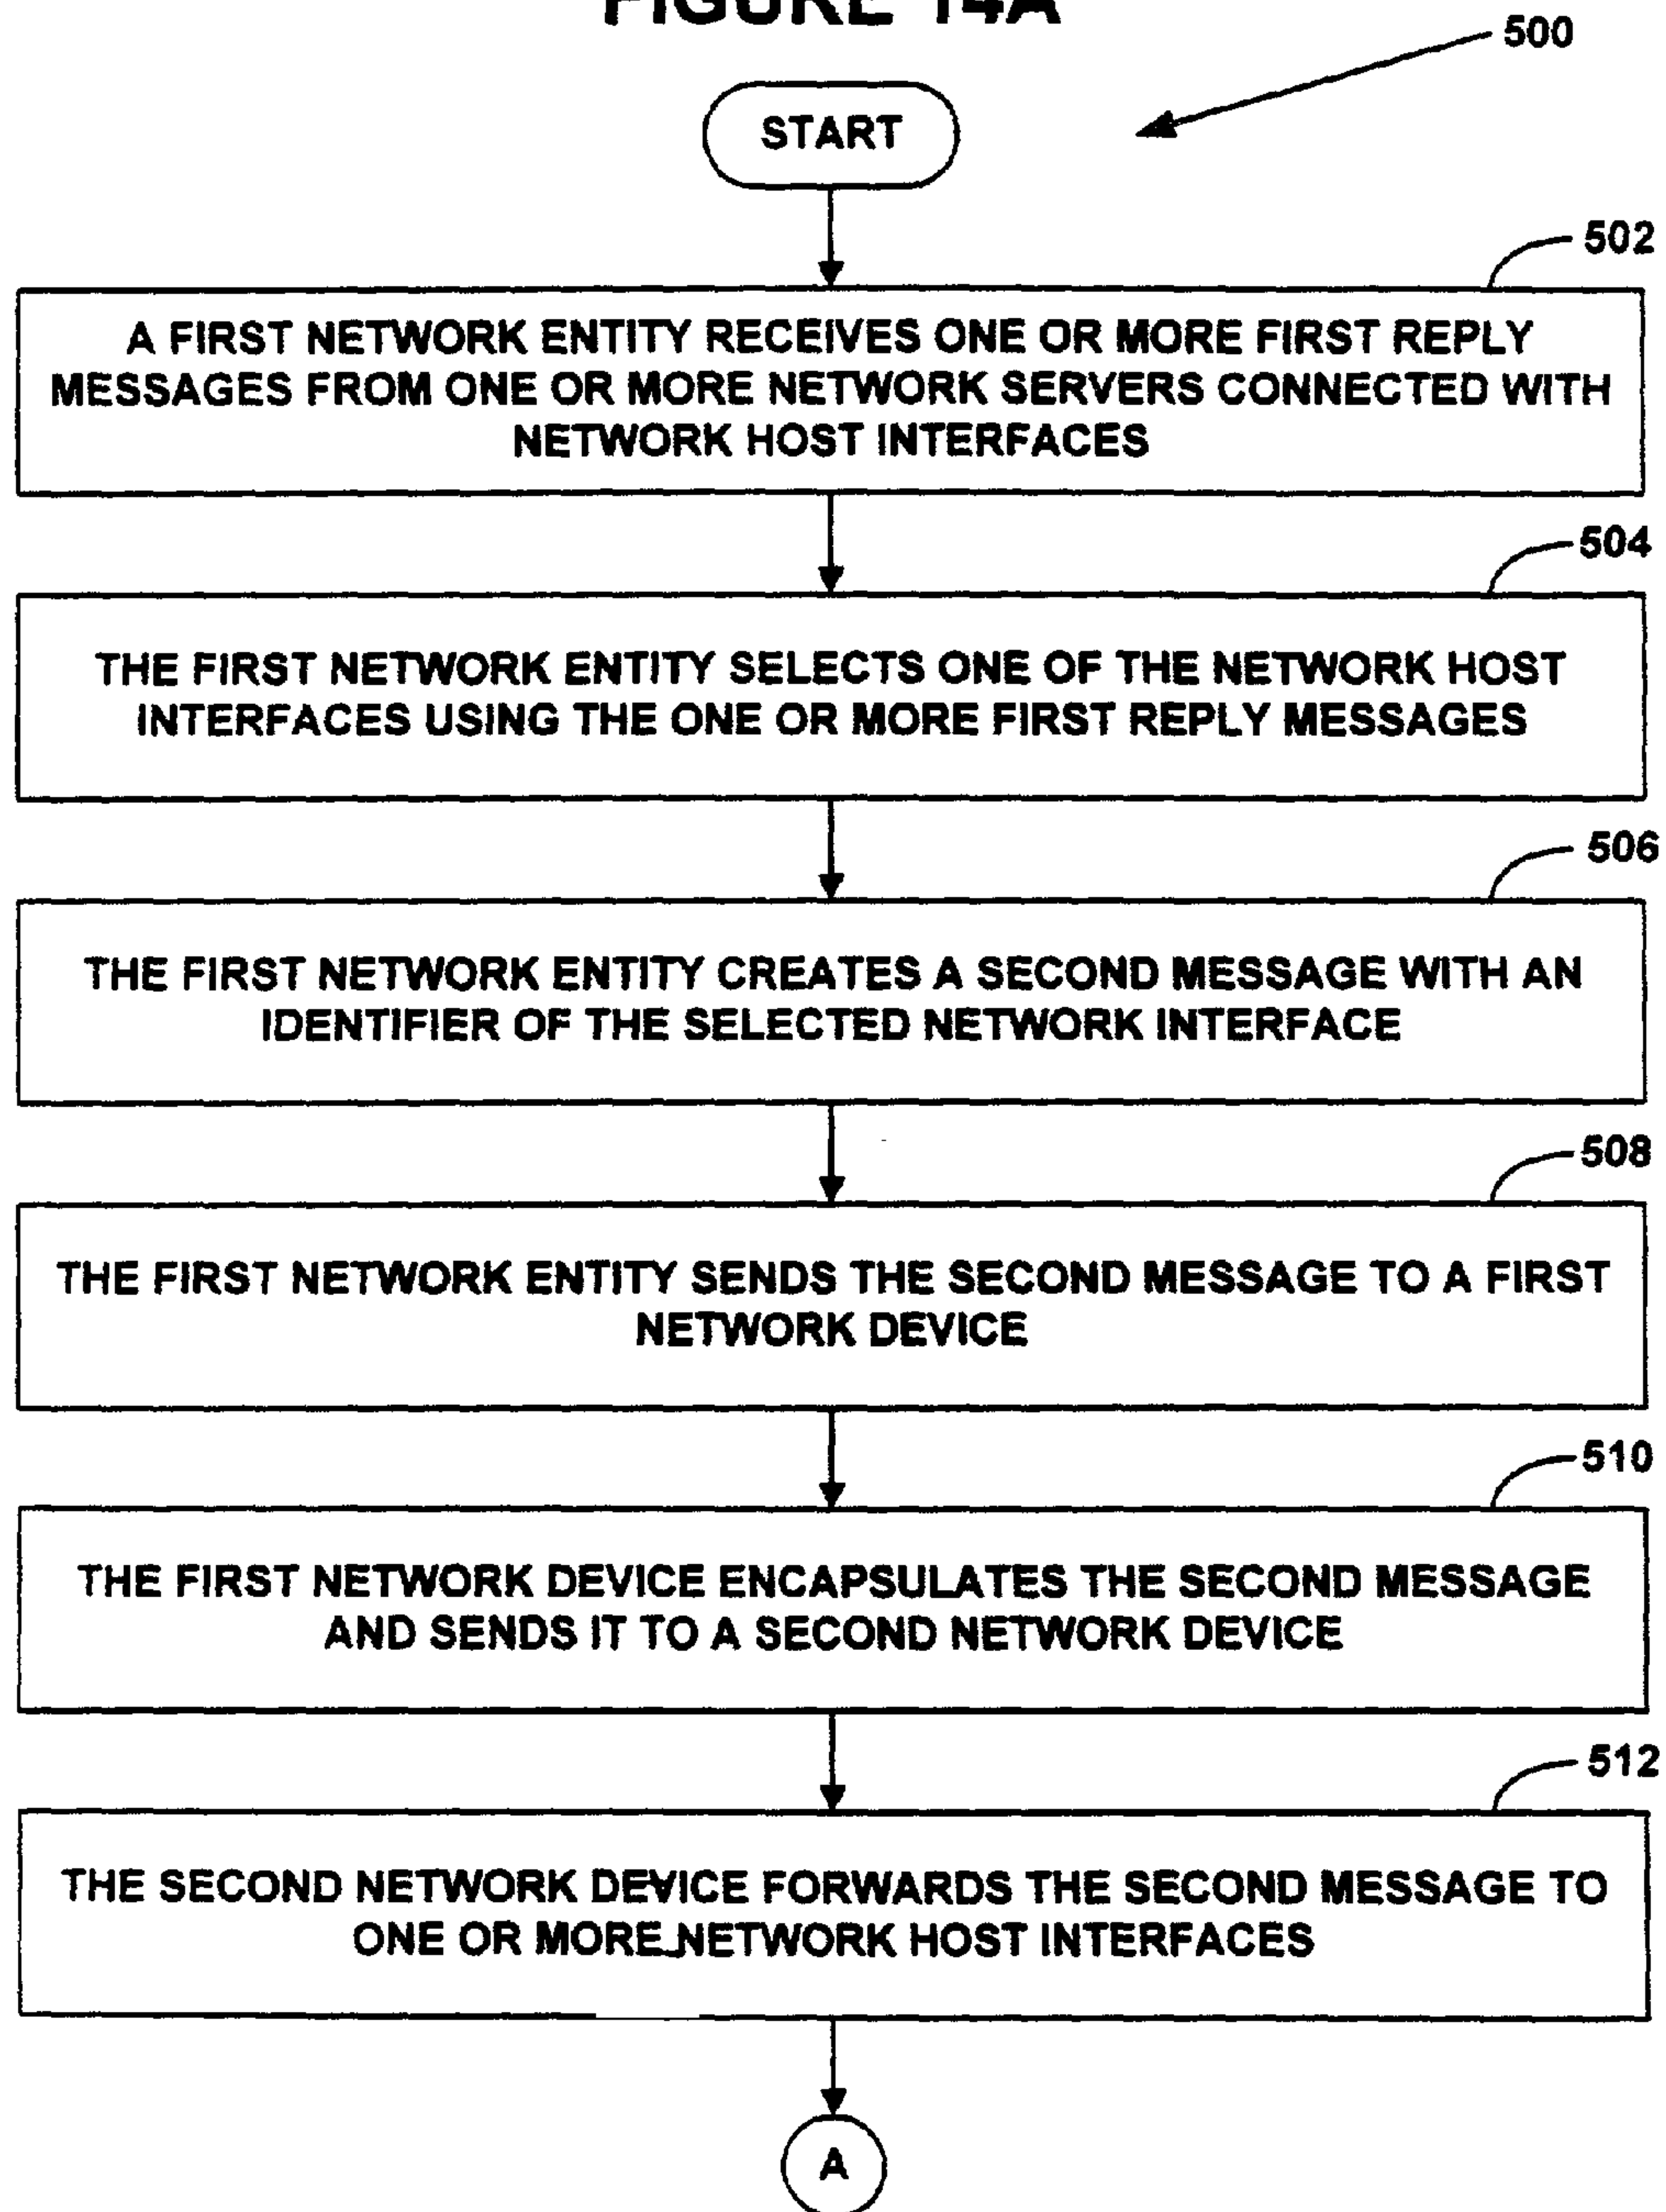 FIGURE 14A
500
START
502
A FIRST NETWORK ENTITY RECEIVES ONE OR MORE FIRST REPLY
MESSAGES FROM ONE OR MORE NETWORK SERVERS CONNECTED WITH
NETWORK HOST INTERFACES
504
THE FIRST NETWORK ENTITY SELECTS ONE OF THE NETWORK HOST
INTERFACES USING THE ONE OR MORE FIRST REPLY MESSAGES
506
THE FIRST NETWORK ENTITY CREATES A SECOND MESSAGE WITH AN
IDENTIFIER OF THE SELECTED NETWORK INTERFACE
508
THE FIRST NETWORK ENTITY SENDS THE SECOND MESSAGE TO A FIRST
NETWORK DEVICE
510
THE FIRST NETWORK DEVICE ENCAPSULATES THE SECOND MESSAGE
AND SENDS IT TO A SECOND NETWORK DEVICE
512
THE SECOND NETWORK DEVICE FORWARDS THE SECOND MESSAGE TO
ONE OR MORE NETWORK HOST INTERFACES
A